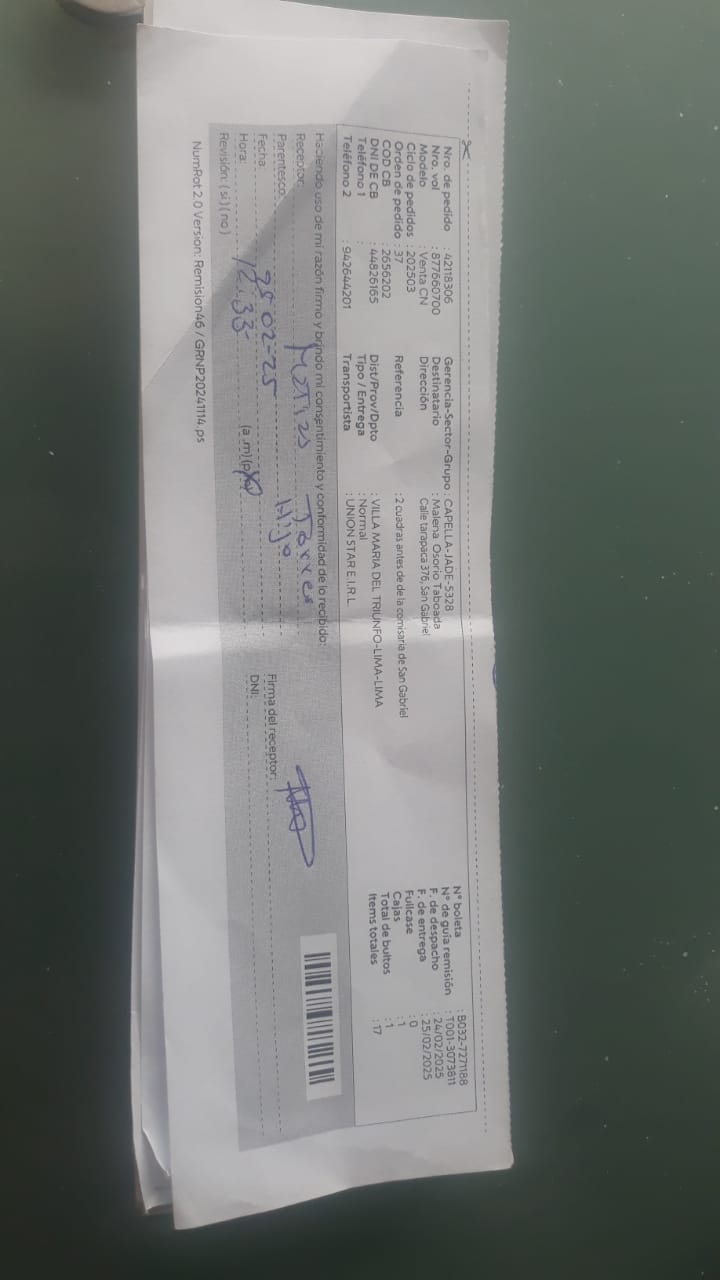 Nro. de pedido : 42118306 Gerencia-Sector-Grupo : CAPELLA-JADE-5328 N° boleta : B032-7271188
Nro. vol : 877660700 Destinatario : Malena Osorio Taboada N° de guía remisión : T001-3073811
Modelo : Venta CN Dirección Calle tarapaca 376, San Gabriel F. de despacho : 24/02/2025
Ciclo de pedidos : 202503 F. de entrega : 25/02/2025
Orden de pedido : 37 Referencia : 2 cuadras antes de de la comisaria de San Gabriel Fullcase : 0
COD CB : 2656202 Cajas : 1
DNI DE CB : 44826165 Dist/Prov/Dpto : VILLA MARIA DEL TRIUNFO-LIMA-LIMA Total de bultos : 1
Teléfono 1 : Tipo / Entrega : Normal Items totales : 17
Teléfono 2 : 942644201 Transportista : UNION STAR E.I.R.L
Haciendo uso de mi razón firmo y brindo mi consentimiento y conformidad de lo recibido:
Receptor: Torres
Parentesco: Hijo Firma del receptor:
Fecha: 25-02-25 DNI:
Hora: 12:33 (a.m)(p.m)
Revisión: (si)(no)
NumRot 2.0 Version: Remision46 / GRNP20241114.ps